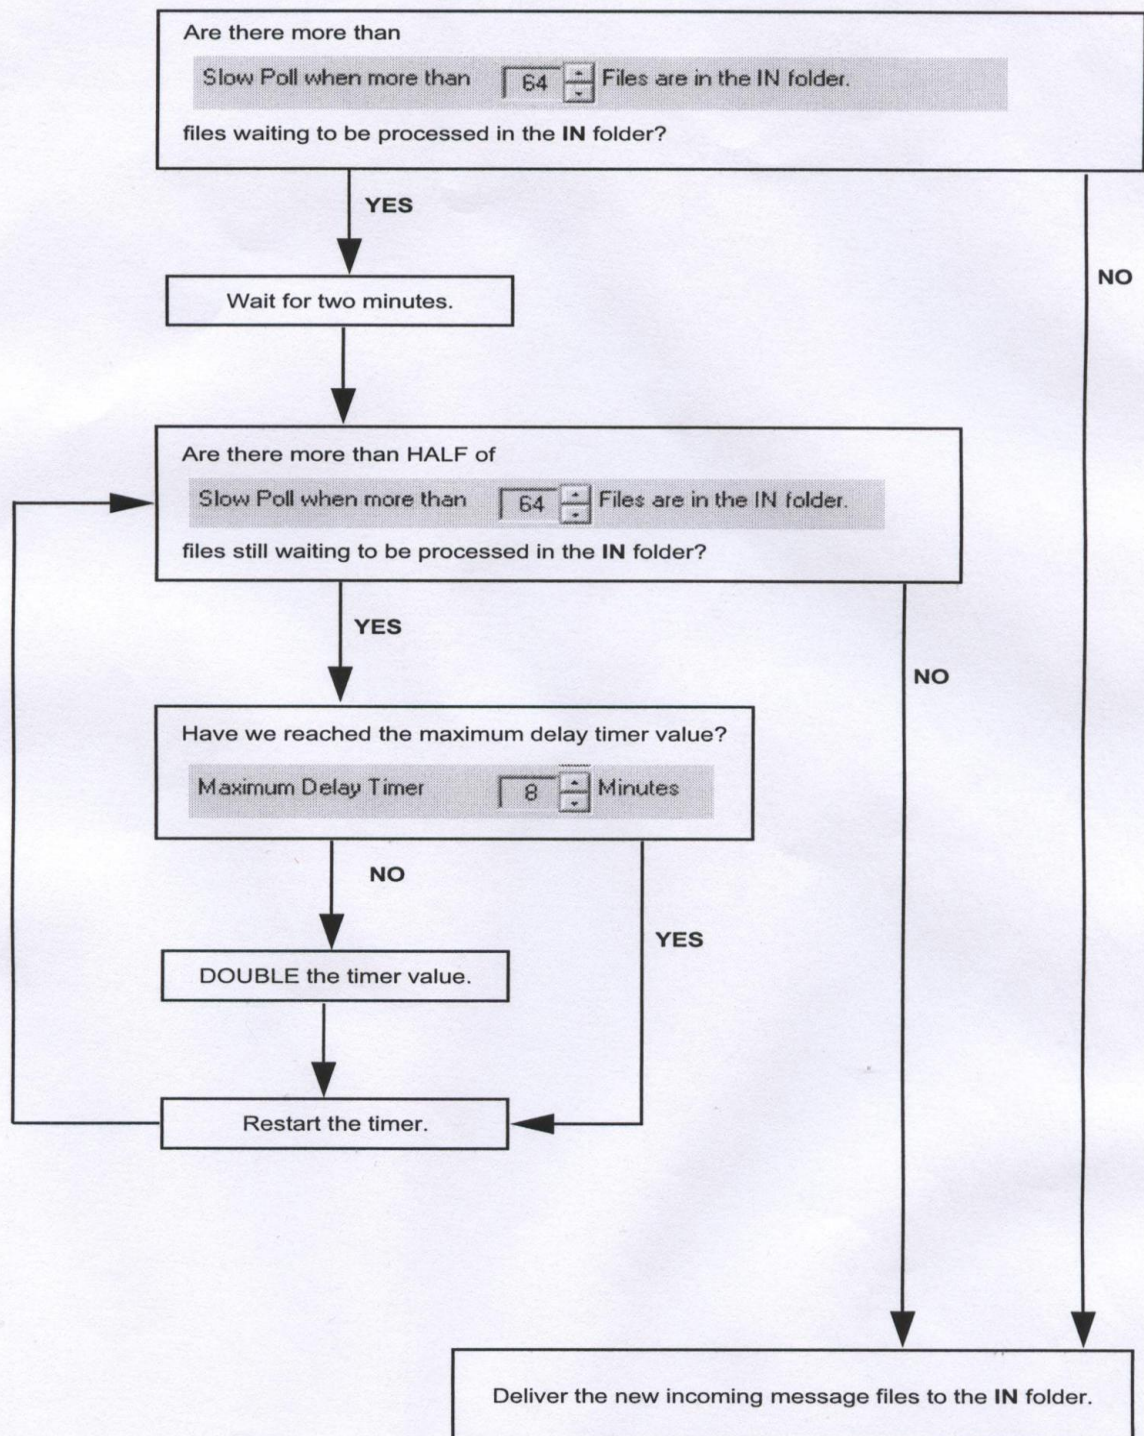 Are there more than
Slow Poll when more than 64 Files are in the IN folder.
files waiting to be processed in the IN folder?
YES
NO
Wait for two minutes.
Are there more than HALF of
Slow Poll when more than 64 Files are in the IN folder.
files still waiting to be processed in the IN folder?
YES
NO
Have we reached the maximum delay timer value?
Maximum Delay Timer 8 Minutes
NO
YES
DOUBLE the timer value.
Restart the timer.
Deliver the new incoming message files to the IN folder.